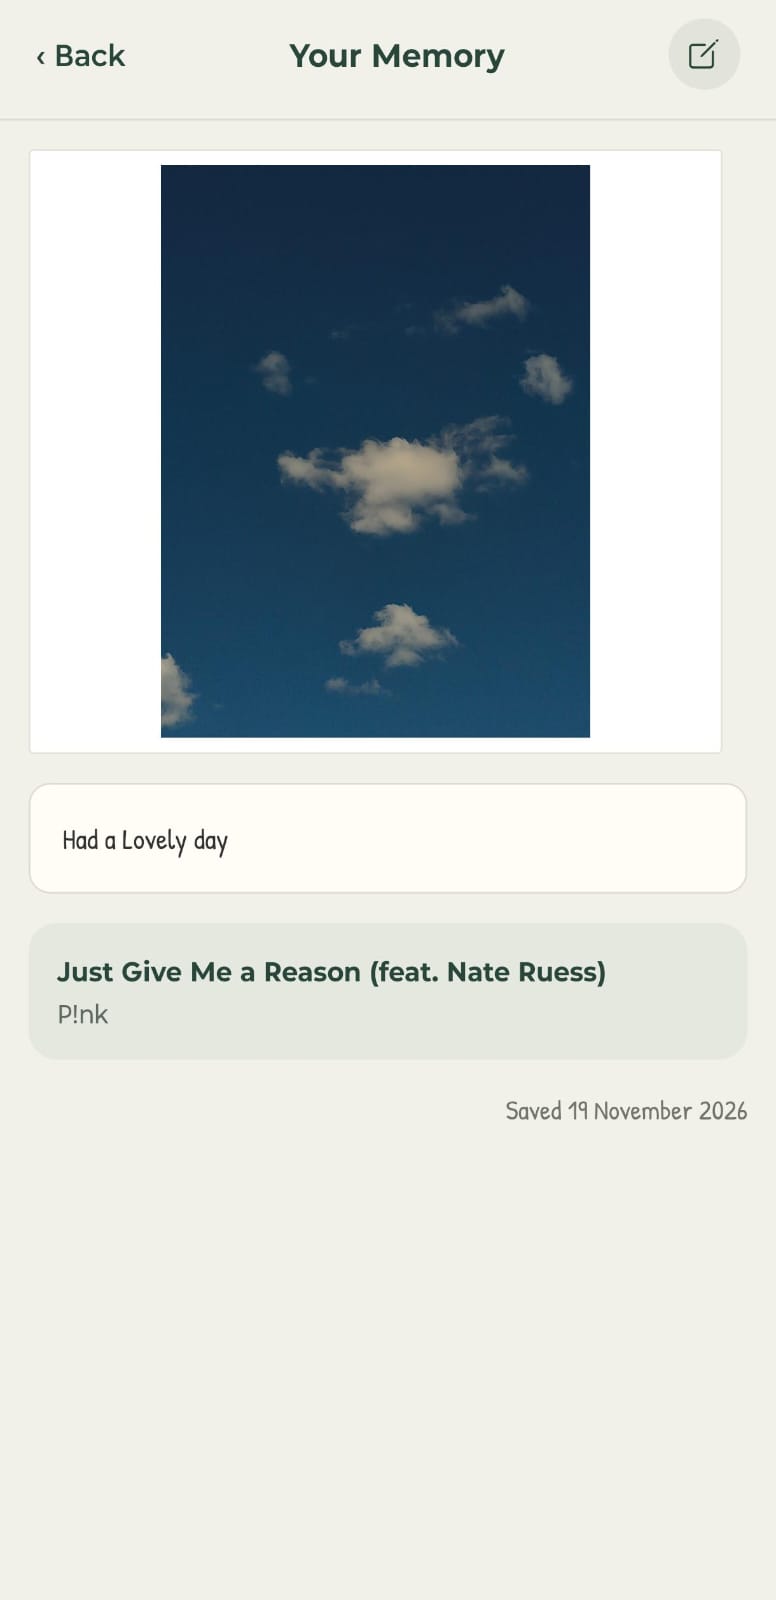 ‹ Back
Your Memory
Had a Lovely day
Just Give Me a Reason (feat. Nate Ruess)
P!nk
Saved 19 November 2026